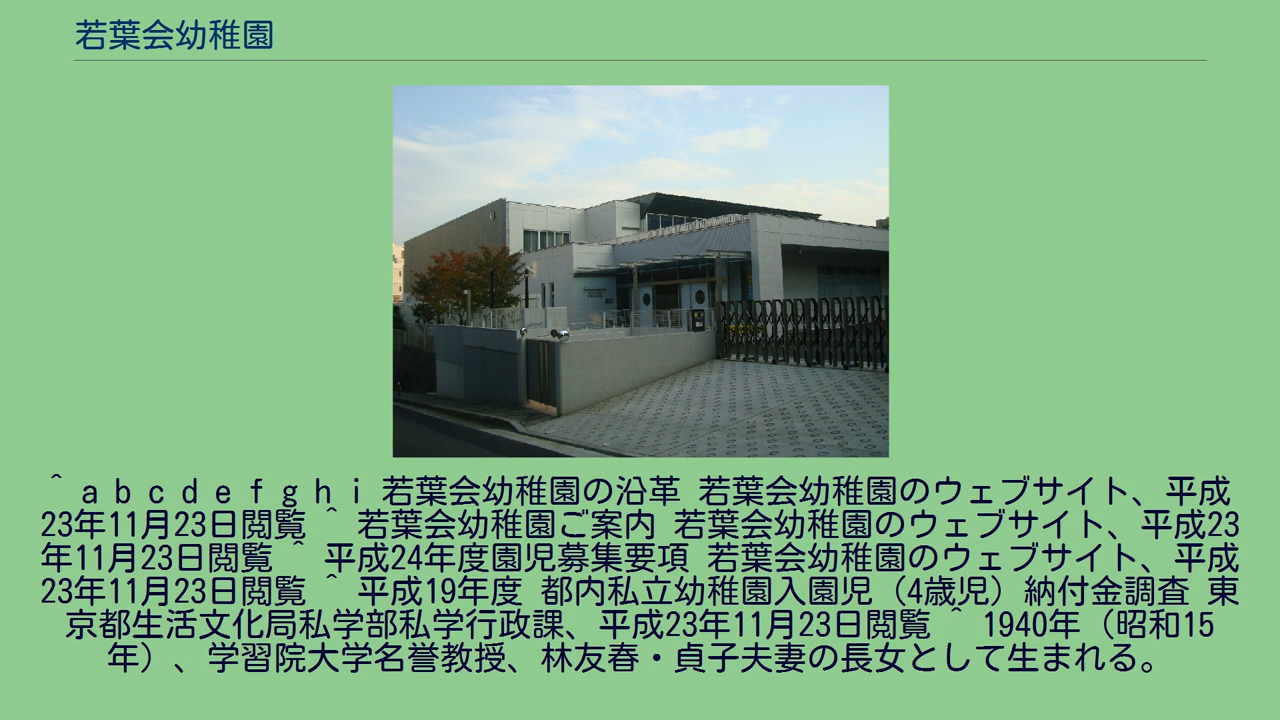 若葉会幼稚園
^ a b c d e f g h i 若葉会幼稚園の沿革 若葉会幼稚園のウェブサイト、平成
23年11月23日閲覧 ^ 若葉会幼稚園ご案内 若葉会幼稚園のウェブサイト、平成23
年11月23日閲覧 ^ 平成24年度園児募集要項 若葉会幼稚園のウェブサイト、平成
23年11月23日閲覧 ^ 平成19年度 都内私立幼稚園入園児（4歳児）納付金調査 東
京都生活文化局私学部私学行政課、平成23年11月23日閲覧 ^ 1940年（昭和15
年）、学習院大学名誉教授、林友春・貞子夫妻の長女として生まれる。